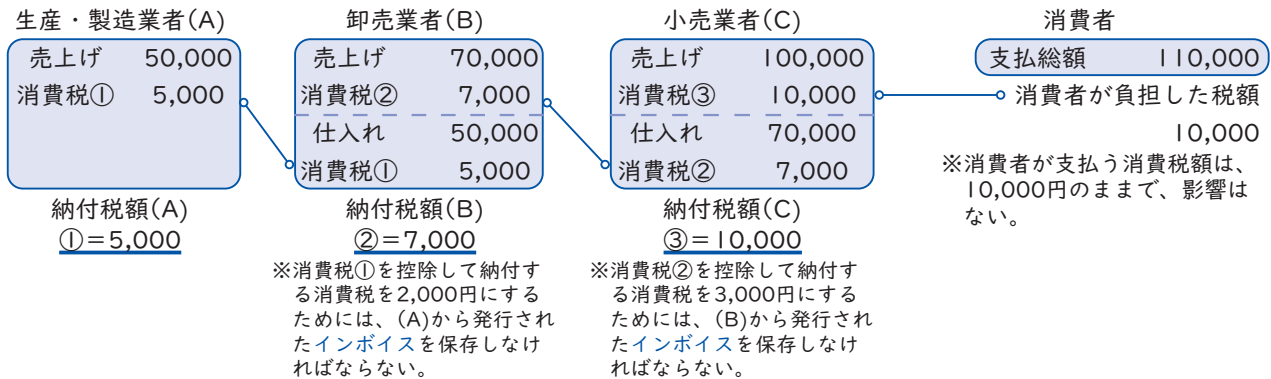 生産・製造業者(A)
売上げ 50,000
消費税① 5,000
納付税額(A)
①=5,000
卸売業者(B)
売上げ 70,000
消費税② 7,000
仕入れ 50,000
消費税① 5,000
納付税額(B)
②=7,000
※消費税①を控除して納付す
る消費税を2,000円にする
ためには、(A)から発行され
たインボイスを保存しなけ
ればならない。
小売業者(C)
売上げ 100,000
消費税③ 10,000
仕入れ 70,000
消費税② 7,000
納付税額(C)
③=10,000
※消費税②を控除して納付す
る消費税を3,000円にする
ためには、(B)から発行され
たインボイスを保存しなけ
ればならない。
消費者
支払総額 110,000
消費者が負担した税額
10,000
※消費者が支払う消費税額は、
10,000円のままで、影響は
ない。